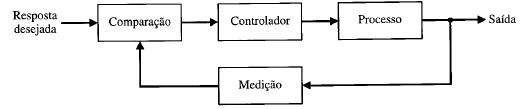 Resposta
desejada
Comparação
Controlador
Processo
Saída
Medição